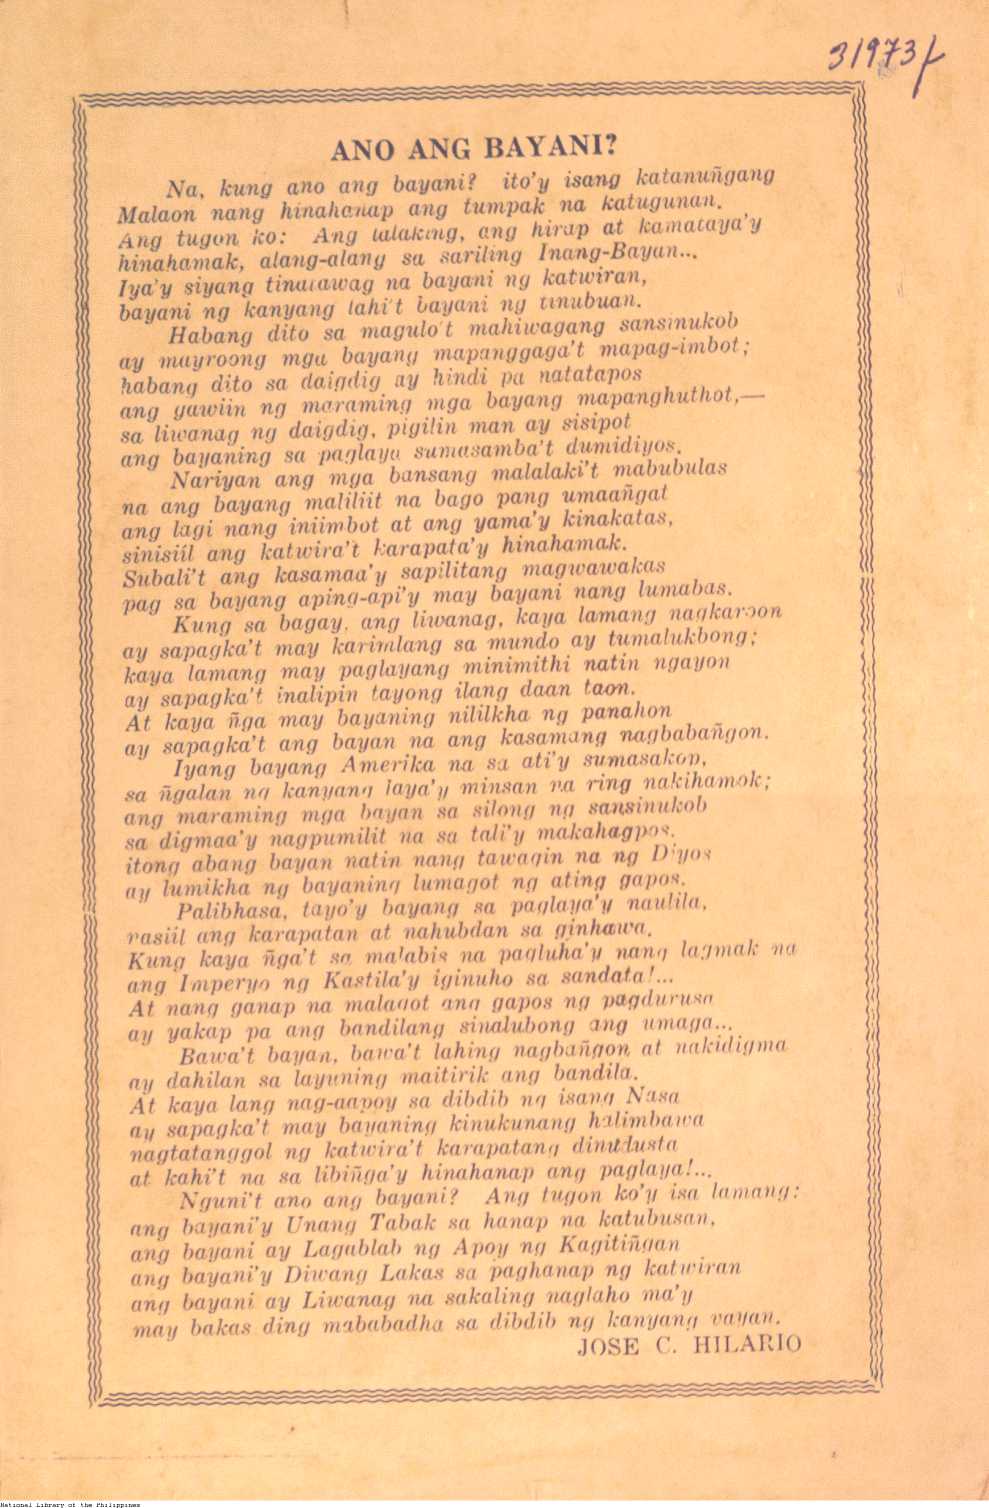 31973
ANO ANG BAYANI?
Na, kung ano ang bayani? ito'y isang katanuñgang
Malaon nang hinahanap ang tumpak na katugunan.
Ang tugon ko: Ang lalaking, ang hirap at kamataya'y
hinahamak, alang-alang sa sariling Inang-Bayan...
Iya'y siyang tinatawag na bayani ng katwiran,
bayani ng kanyang lahi't bayani ng tinubuan.
Habang dito sa magulo't mahiwagang sansinukob
ay mayroong mga bayang mapanggaga't mapag-imbot;
habang dito sa daigdig ay hindi pa natatapos
ang gawiin ng maraming mga bayang mapanghuthot,—
sa liwanag ng daigdig, pigilin man ay sisipot
ang bayaning sa paglaya sumasamba't dumidiyos.
Nariyan ang mga bansang malalaki't mabubulas
na ang bayang maliliit na bago pang umaañgat
ang lagi nang iniimbot at ang yama'y kinakatas,
sinisiil ang katwira't karapata'y hinahamak.
Subali't ang kasamaa'y sapilitang magwawakas
pag sa bayang aping-api'y may bayani nang lumabas.
Kung sa bagay, ang liwanag, kaya lamang nagkaroon
ay sapagka't may karimlang sa mundo ay tumalukbong;
kaya lamang may paglayang minimithi natin ngayon
ay sapagka't inalipin tayong ilang daan taon.
At kaya ñga may bayaning nililkha ng panahon
ay sapagka't ang bayan na ang kasamang nagbabañgon.
Iyang bayang Amerika na sa ati'y sumasakop,
sa ñgalan ng kanyang laya'y minsan na ring nakihamok;
ang maraming mga bayan sa silong ng sansinukob
sa digmaa'y nagpumilit na sa tali'y makahagpos.
itong abang bayan natin nang tawagin na ng Diyos
ay lumikha ng bayaning lumagot ng ating gapos.
Palibhasa, tayo'y bayang sa paglaya'y naulila,
nasiil ang karapatan at nahubdan sa ginhawa.
Kung kaya ñga't sa malabis na pagluha'y nang lagmak na
ang Imperyo ng Kastila'y iginuho sa sandata!...
At nang ganap na malagot ang gapos ng pagdurusa
ay yakap pa ang bandilang sinalubong ang umaga...
Bawa't bayan, bawa't lahing nagbañgon at nakidigma
ay dahilan sa layuning maitirik ang bandila.
At kaya lang nag-aapoy sa dibdib ng isang Nasa
ay sapagka't may bayaning kinukunang halimbawa
nagtatanggol ng katwira't karapatang dinudusta
at kahi't na sa libiñga'y hinahanap ang paglaya!...
Nguni't ano ang bayani? Ang tugon ko'y isa lamang:
ang bayani'y Unang Tabak sa hanap na katubusan,
ang bayani ay Lagablab ng Apoy ng Kagitiñgan
ang bayani'y Diwang Lakas sa paghanap ng katwiran
ang bayani ay Liwanag na sakaling naglaho ma'y
may bakas ding mababadha sa dibdib ng kanyang vayan.
JOSE C. HILARIO
National Library of the Philippines